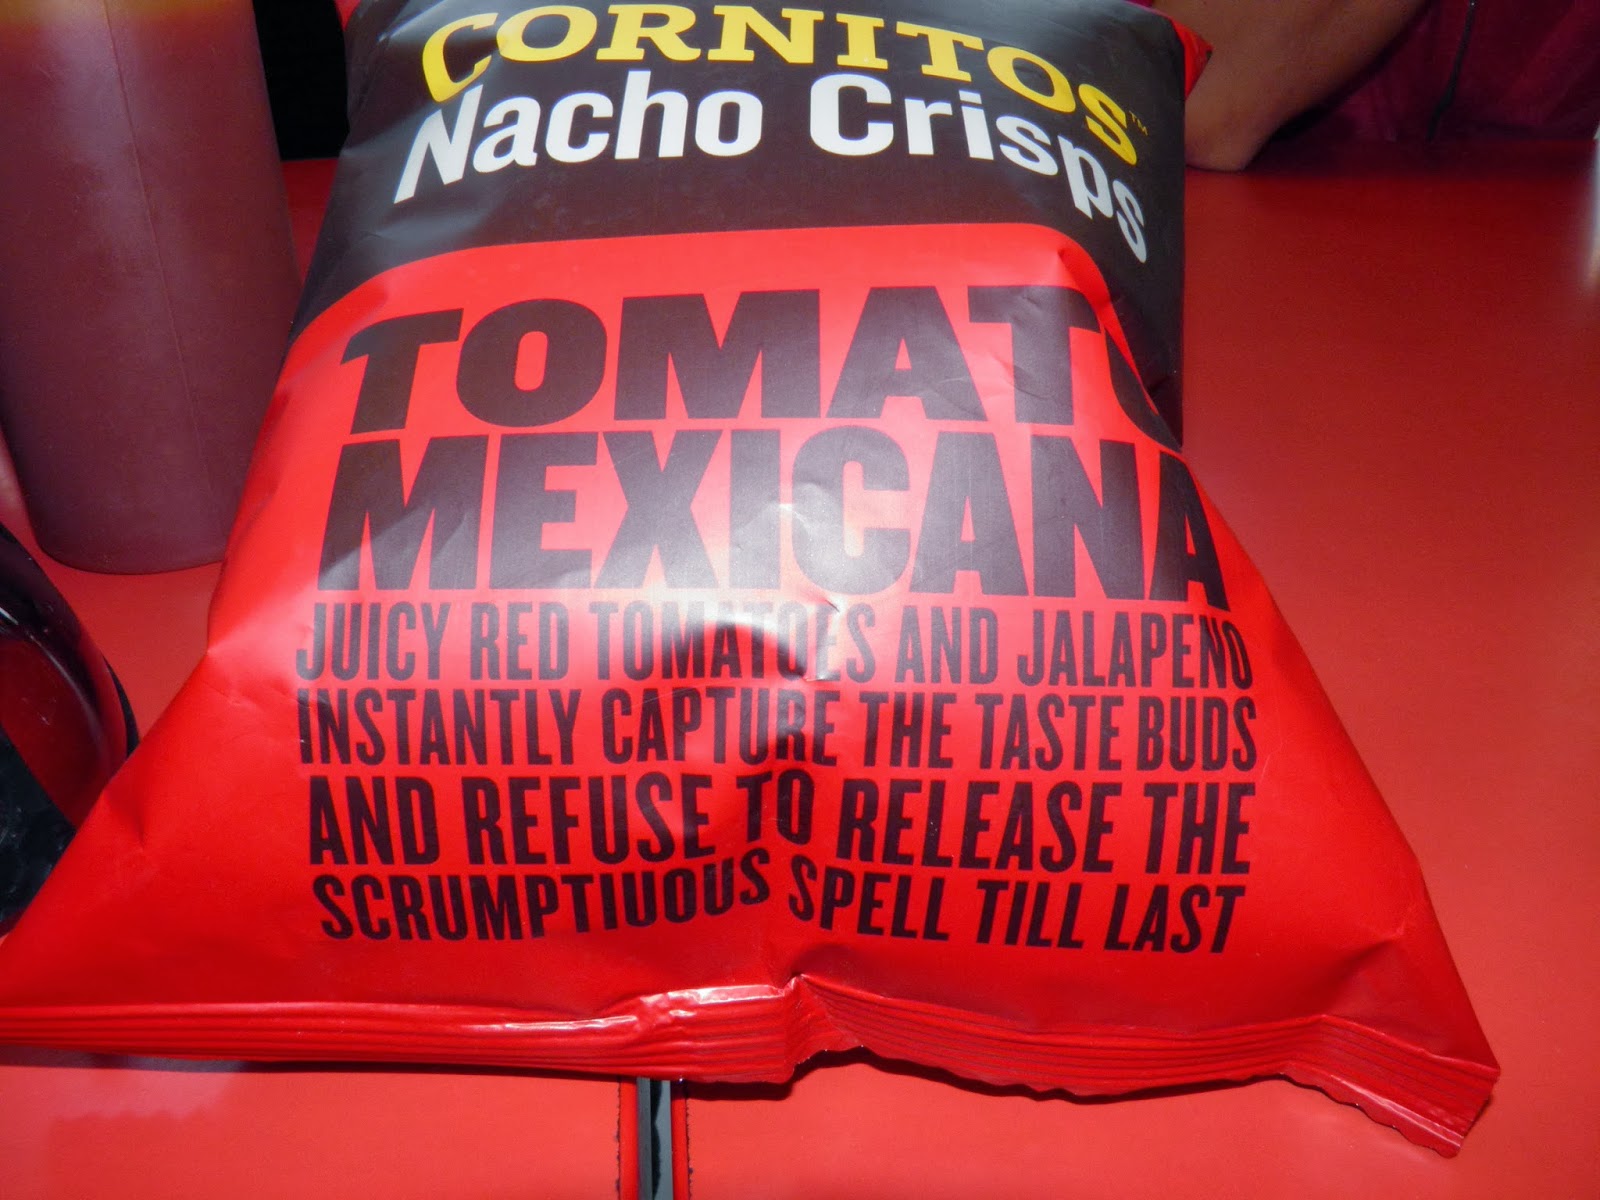 CORNITOS™
Nacho Crisps
TOMATO
MEXICANA
JUICY RED TOMATOES AND JALAPENO
INSTANTLY CAPTURE THE TASTE BUDS
AND REFUSE TO RELEASE THE
SCRUMPTIUOUS SPELL TILL LAST